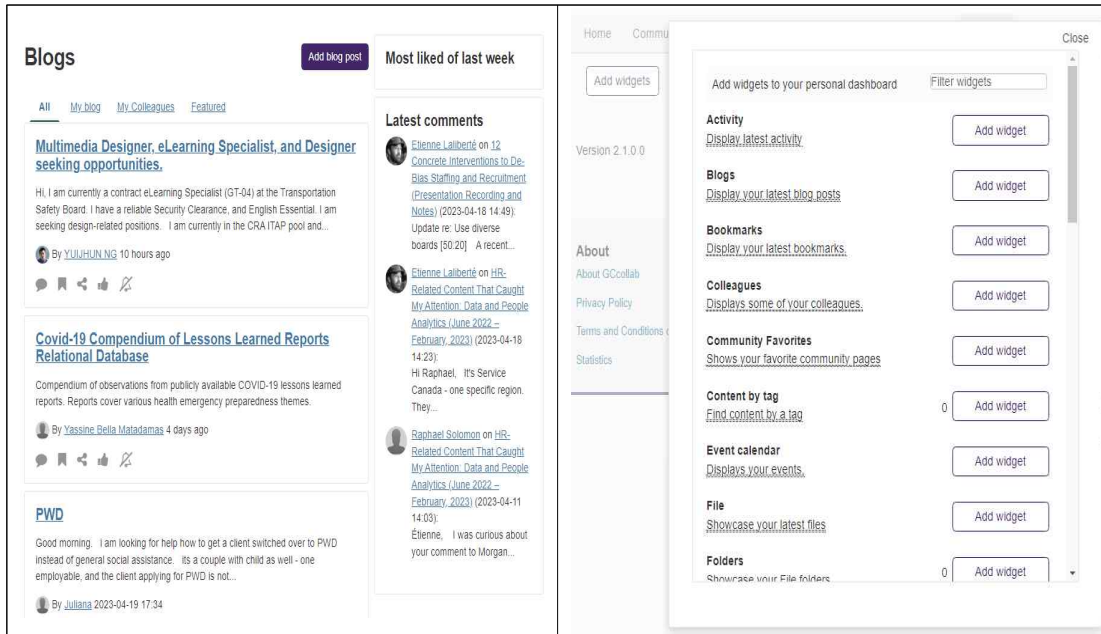 Blogs
Add blog post
All My blog My Colleagues Featured
Multimedia Designer, eLearning Specialist, and Designer
seeking opportunities.
Hi, I am currently a contract eLearning Specialist (GT-04) at the Transportation
Safety Board. I have a reliable Security Clearance, and English Essential. I am
seeking design-related positions. I am currently in the CRA ITAP pool and...
By YUIJHUN NG 10 hours ago
Covid-19 Compendium of Lessons Learned Reports
Relational Database
Compendium of observations from publicly available COVID-19 lessons learned
reports. Reports cover various health emergency preparedness themes.
By Yassine Bella Matadamas 4 days ago
PWD
Good morning. I am looking for help how to get a client switched over to PWD
instead of general social assistance. its a couple with child as well - one
employable, and the client applying for PWD is not...
By Juliana 2023-04-19 17:34
Most liked of last week
Latest comments
Etienne Laliberté on 12
Concrete Interventions to De-
Bias Staffing and Recruitment
(Presentation Recording and
Notes) (2023-04-18 14:49):
Update re: Use diverse
boards [50:20] A recent...
Etienne Laliberté on HR-
Related Content That Caught
My Attention: Data and People
Analytics (June 2022 –
February, 2023) (2023-04-18
14:23):
Hi Raphael, It's Service
Canada - one specific region.
They...
Raphael Solomon on HR-
Related Content That Caught
My Attention: Data and People
Analytics (June 2022 –
February, 2023) (2023-04-11
14:03):
Étienne, I was curious about
your comment to Morgan...
Home Commu
Add widgets
Version 2.1.0.0
About
About GCcollab
Privacy Policy
Terms and Conditions o
Statistics
Close
Add widgets to your personal dashboard Filter widgets
Activity
Display latest activity
Add widget
Blogs
Display your latest blog posts
Add widget
Bookmarks
Display your latest bookmarks.
Add widget
Colleagues
Displays some of your colleagues.
Add widget
Community Favorites
Shows your favorite community pages
Add widget
Content by tag
Find content by a tag
0 Add widget
Event calendar
Displays your events.
Add widget
File
Showcase your latest files
Add widget
Folders
Showcase your File folders
0 Add widget